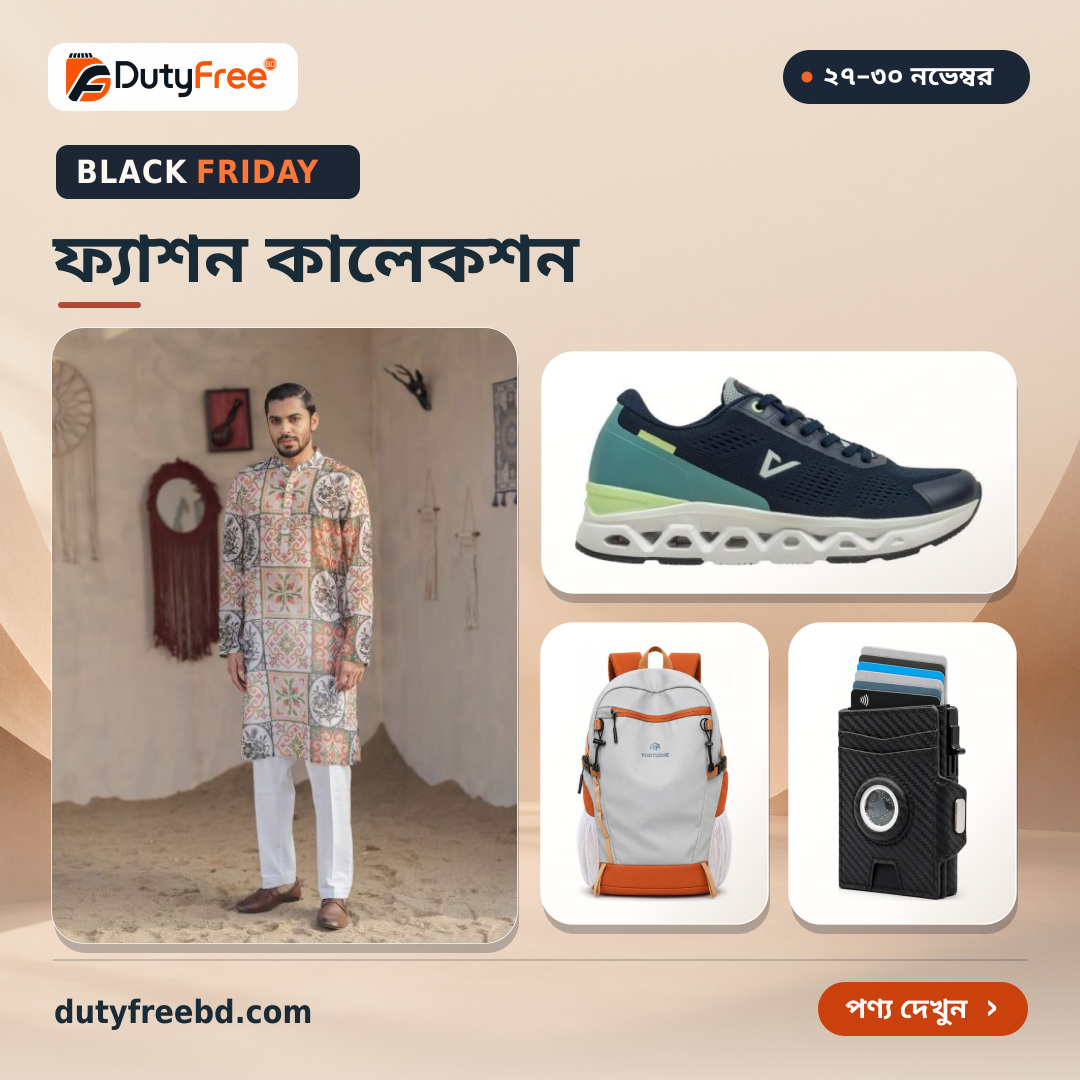 DutyFree BD
২৭–৩০ নভেম্বর
BLACK FRIDAY
ফ্যাশন কালেকশন
dutyfreebd.com
পণ্য দেখুন ›